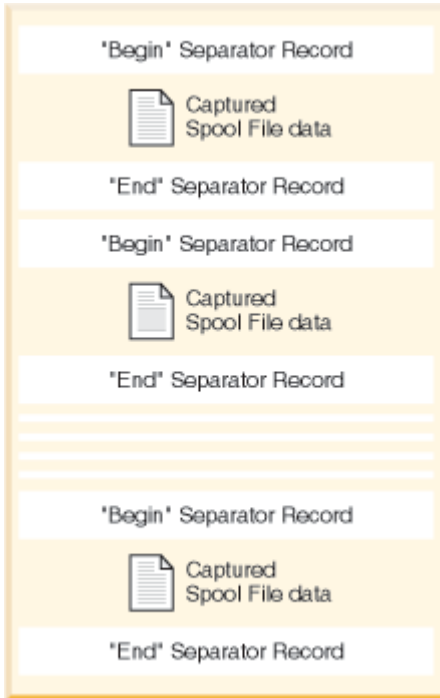 "Begin" Separator Record
Captured
Spool File data
"End" Separator Record
"Begin" Separator Record
Captured
Spool File data
"End" Separator Record
"Begin" Separator Record
Captured
Spool File data
"End" Separator Record